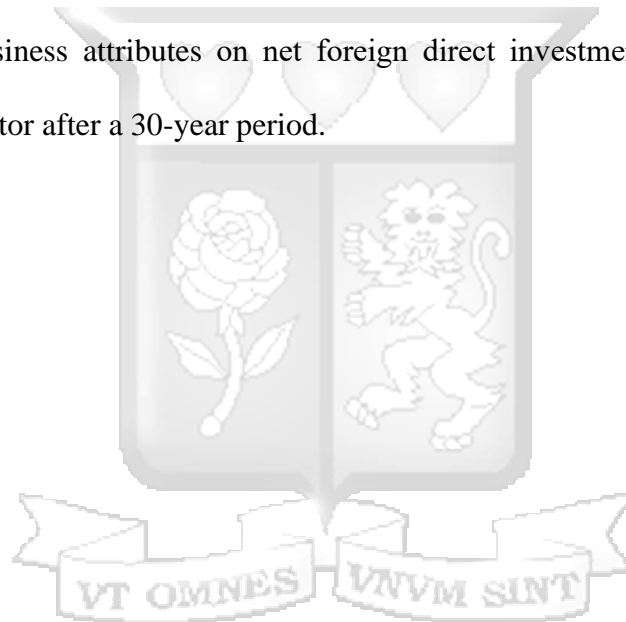 siness attributes on net foreign direct investme
tor after a 30-year period.
VT OMNES VNVM SINT